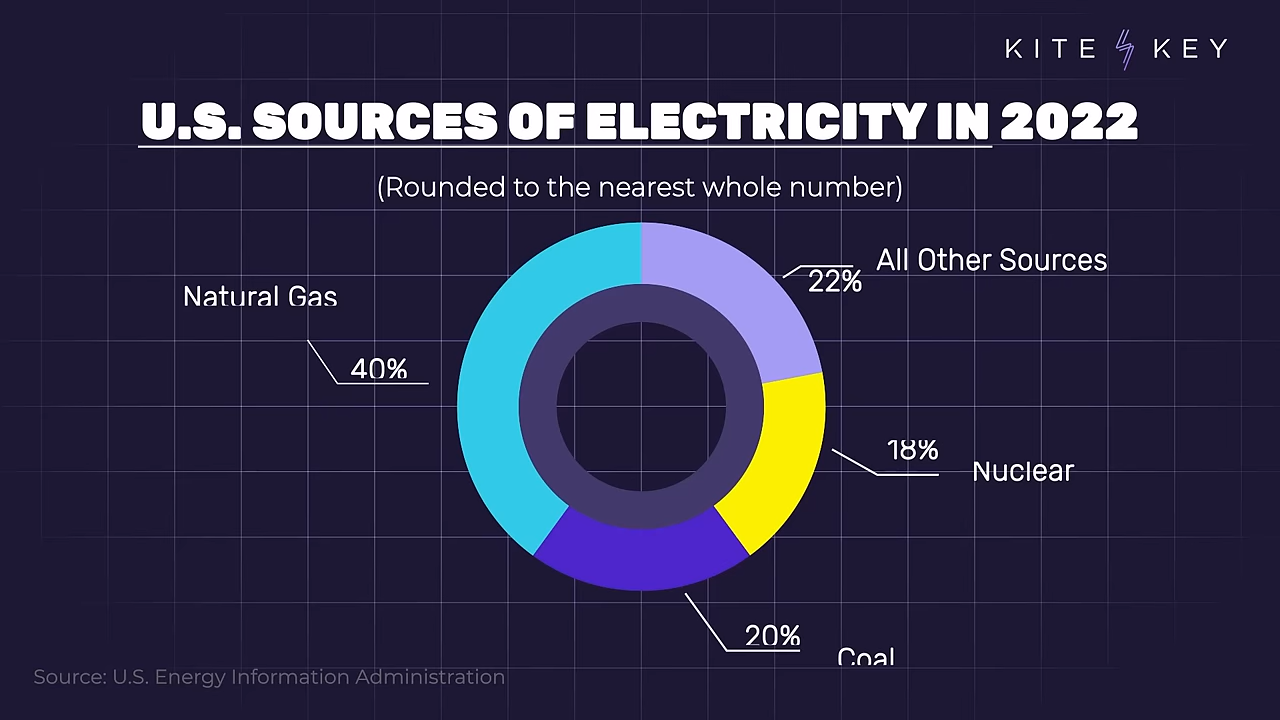 KITE KEY
U.S. SOURCES OF ELECTRICITY IN 2022
(Rounded to the nearest whole number)
All Other Sources
22%
Natural Gas
40%
18%
Nuclear
20%
Coal
Source: U.S. Energy Information Administration